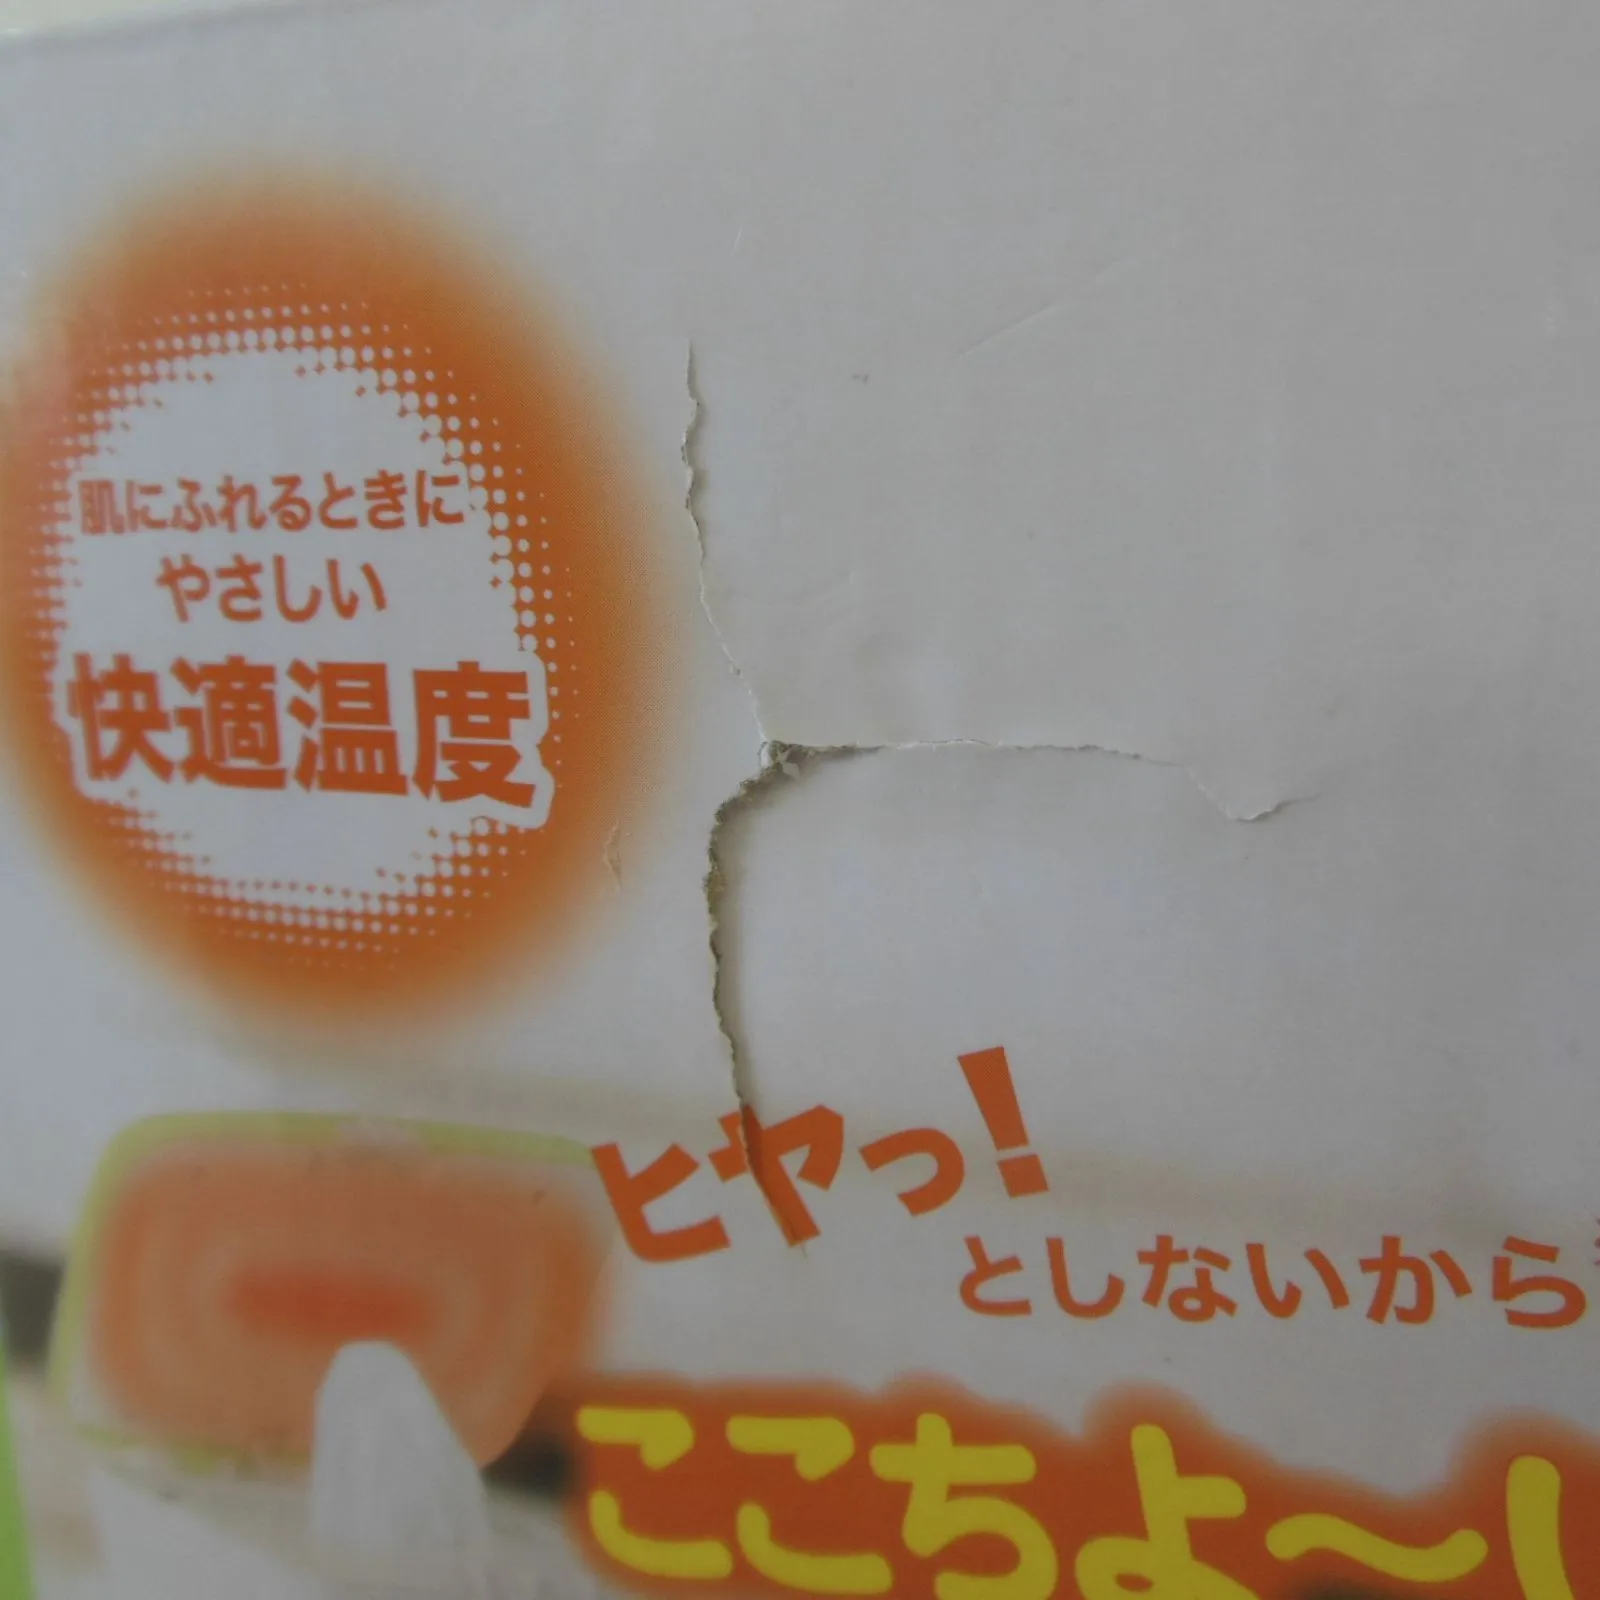 肌にふれるときに
やさしい
快適温度
ヒヤっ!
としないから
ここちよ〜